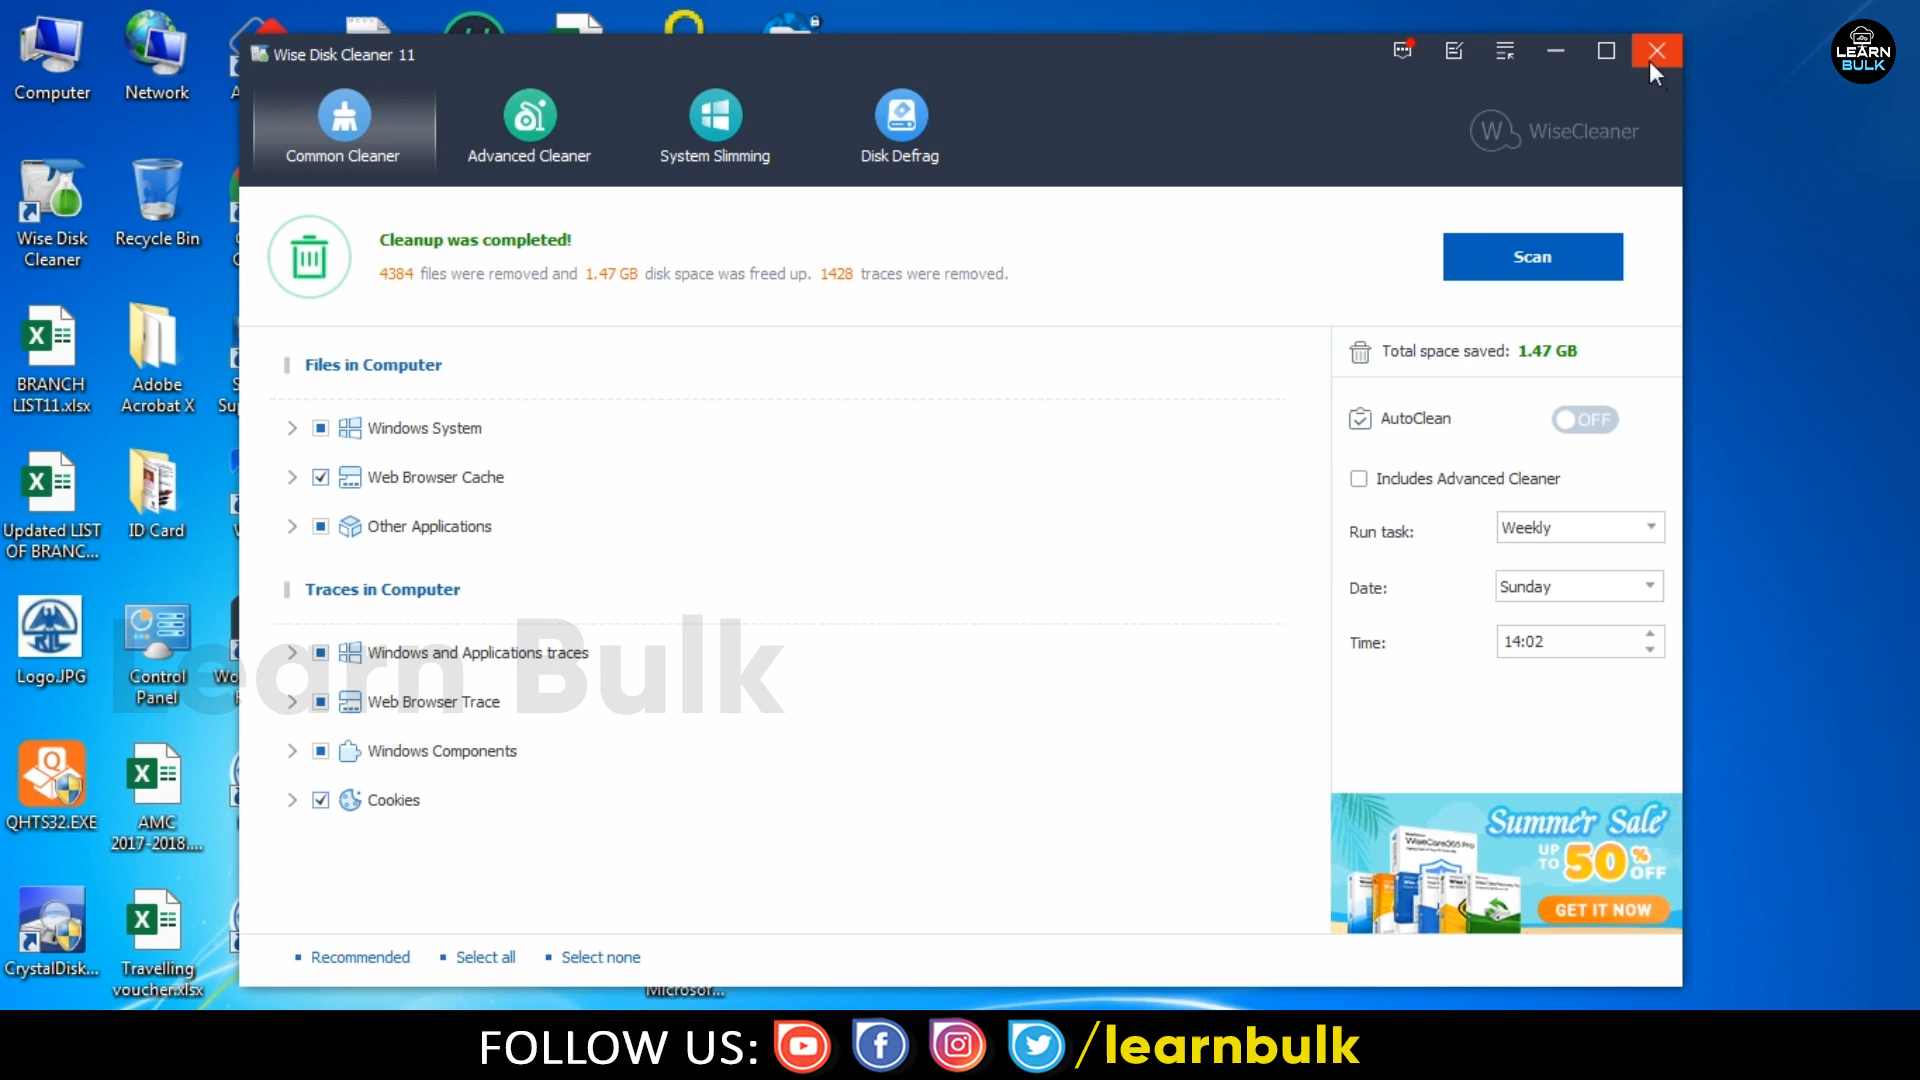 Wise Disk Cleaner 11
LEARN
BULK
Computer
Network
Common Cleaner
Advanced Cleaner
System Slimming
Disk Defrag
WiseCleaner
Wise Disk
Cleaner
Recycle Bin
Cleanup was completed!
4384 files were removed and 1.47 GB disk space was freed up. 1428 traces were removed.
Scan
BRANCH
LIST11.xlsx
Adobe
Acrobat X
Files in Computer
Windows System
Web Browser Cache
Other Applications
Total space saved: 1.47 GB
AutoClean
OFF
Includes Advanced Cleaner
Run task:
Weekly
Date:
Sunday
Time:
14:02
Updated LIST
OF BRANC...
ID Card
Traces in Computer
Windows and Applications traces
Web Browser Trace
Windows Components
Cookies
Learn Bulk
Logo.JPG
Control
Panel
QHTS32.EXE
AMC
2017-2018....
CrystalDisk...
Travelling
voucher.xlsx
Summer Sale
UP
TO
50%
OFF
WiseCare365 Pro
GET IT NOW
Recommended
Select all
Select none
Microsof...
FOLLOW US:
/learnbulk